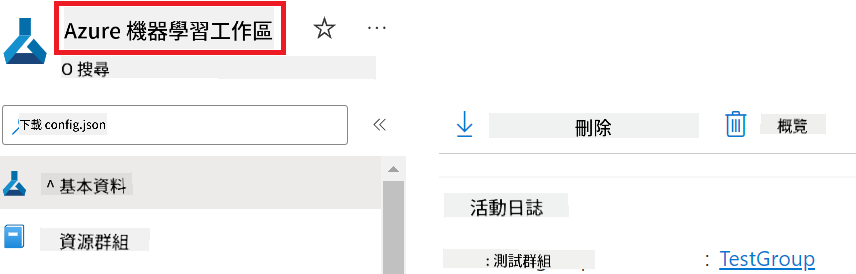 Azure 機器學習工作區
O 搜尋
下載 config.json
刪除
概覽
^ 基本資料
活動日誌
資源群組
: 測試群組
: TestGroup